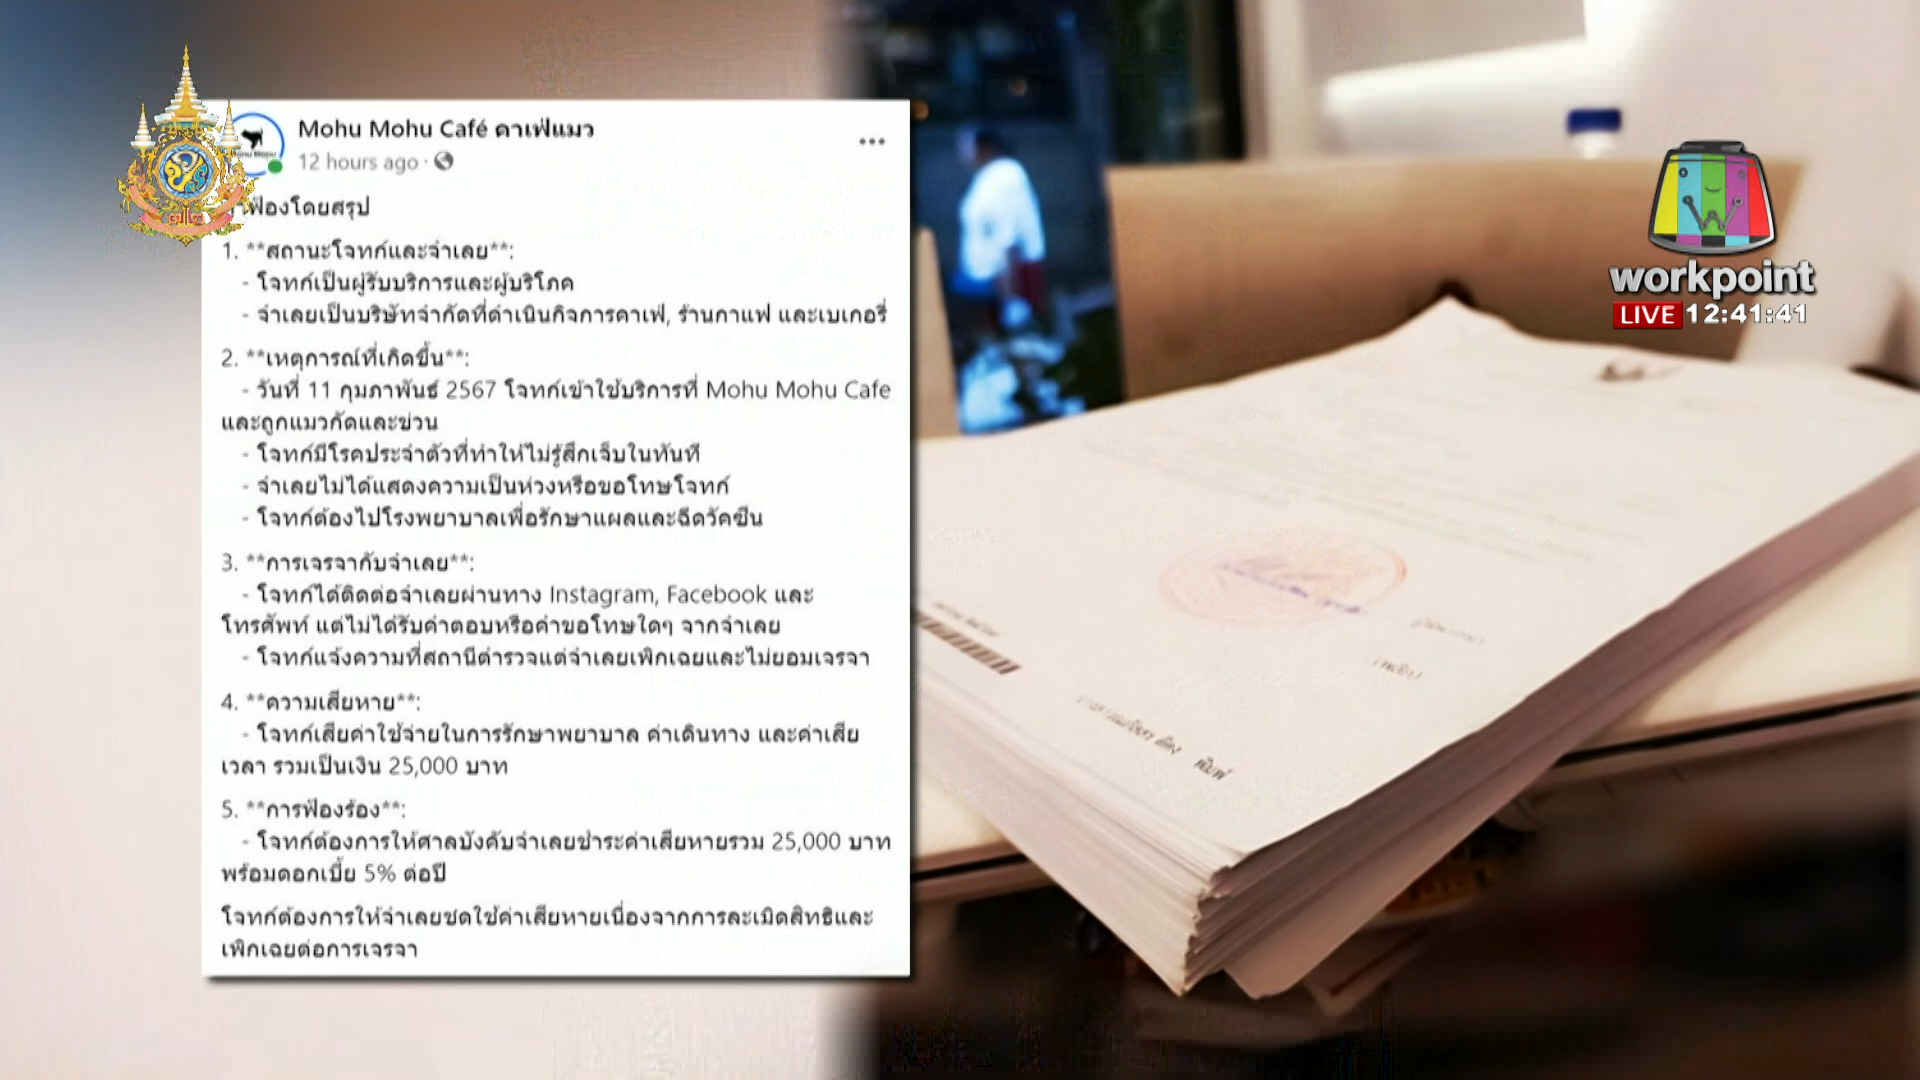 Mohu Mohu Café คาเฟ่แมว
12 hours ago
คำฟ้องโดยสรุป
1. **สถานะโจทก์และจำเลย**:
- โจทก์เป็นผู้รับบริการและผู้บริโภค
- จำเลยเป็นบริษัทจำกัดที่ดำเนินกิจการคาเฟ่, ร้านกาแฟ และเบเกอรี่
2. **เหตุการณ์ที่เกิดขึ้น**:
- วันที่ 11 กุมภาพันธ์ 2567 โจทก์เข้าใช้บริการที่ Mohu Mohu Cafe
และถูกแมวกัดและข่วน
- โจทก์มีโรคประจำตัวที่ทำให้ไม่รู้สึกเจ็บในทันที
- จำเลยไม่ได้แสดงความเป็นห่วงหรือขอโทษโจทก์
- โจทก์ต้องไปโรงพยาบาลเพื่อรักษาแผลและฉีดวัคซีน
3. **การเจรจากับจำเลย**:
- โจทก์ได้ติดต่อจำเลยผ่านทาง Instagram, Facebook และ
โทรศัพท์ แต่ไม่ได้รับคำตอบหรือคำขอโทษใดๆ จากจำเลย
- โจทก์แจ้งความที่สถานีตำรวจแต่จำเลยเพิกเฉยและไม่ยอมเจรจา
4. **ความเสียหาย**:
- โจทก์เสียค่าใช้จ่ายในการรักษาพยาบาล ค่าเดินทาง และค่าเสีย
เวลา รวมเป็นเงิน 25,000 บาท
5. **การฟ้องร้อง**:
- โจทก์ต้องการให้ศาลบังคับจำเลยชำระค่าเสียหายรวม 25,000 บาท
พร้อมดอกเบี้ย 5% ต่อปี
โจทก์ต้องการให้จำเลยชดใช้ค่าเสียหายเนื่องจากการละเมิดสิทธิและ
เพิกเฉยต่อการเจรจา
workpoint
LIVE 12:41:41
๗๒
พิมพ์